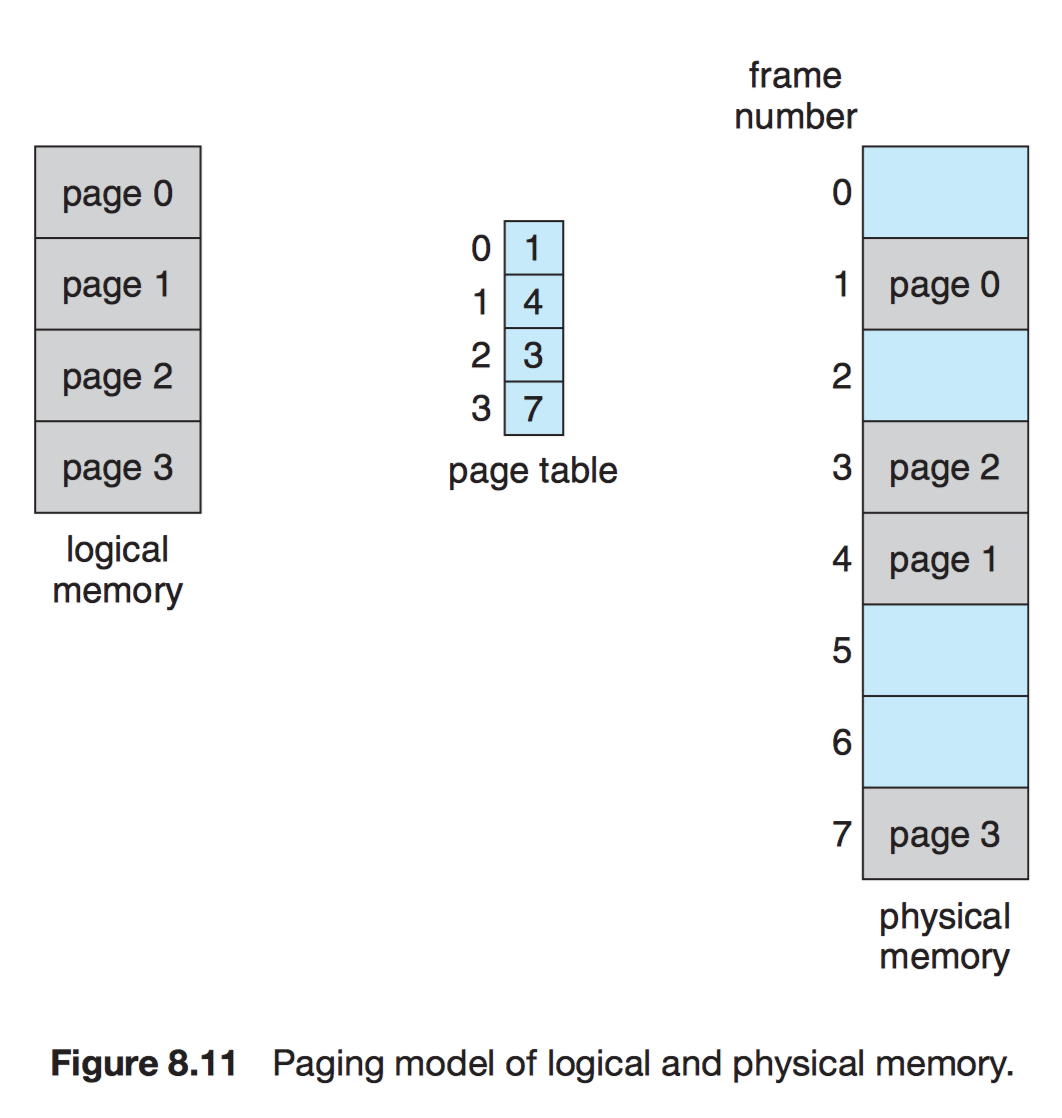 page 0
page 1
page 2
page 3
logical
memory
0 1
1 4
2 3
3 7
page table
frame
number
0
1 page 0
2
3 page 2
4 page 1
5
6
7 page 3
physical
memory
Figure 8.11 Paging model of logical and physical memory.